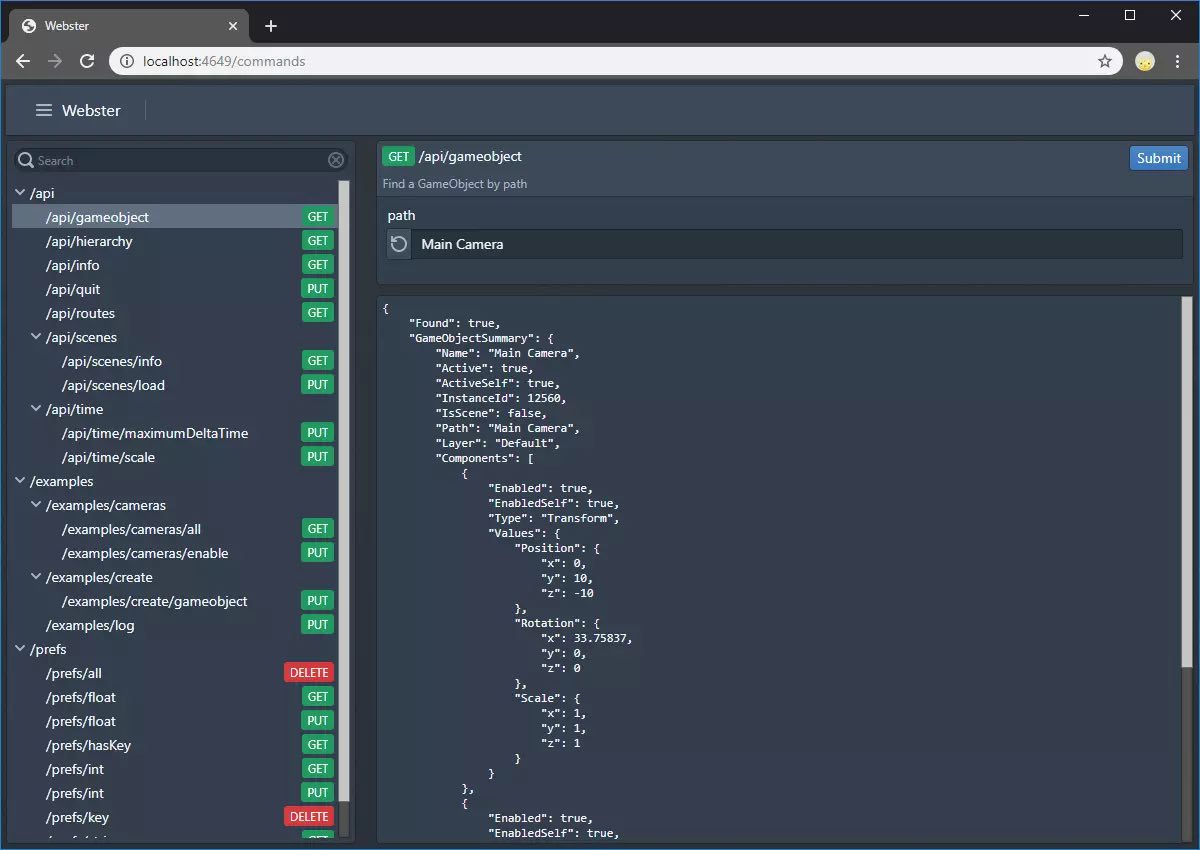 Webster
localhost:4649/commands
Webster
Search
/api
/api/gameobject GET
/api/hierarchy GET
/api/info GET
/api/quit PUT
/api/routes GET
/api/scenes
/api/scenes/info GET
/api/scenes/load PUT
/api/time
/api/time/maximumDeltaTime PUT
/api/time/scale PUT
/examples
/examples/cameras
/examples/cameras/all GET
/examples/cameras/enable PUT
/examples/create
/examples/create/gameobject PUT
/examples/log PUT
/prefs
/prefs/all DELETE
/prefs/float GET
/prefs/float PUT
/prefs/hasKey GET
/prefs/int GET
/prefs/int PUT
/prefs/key DELETE
GET /api/gameobject Submit
Find a GameObject by path
path
Main Camera
{
"Found": true,
"GameObjectSummary": {
"Name": "Main Camera",
"Active": true,
"ActiveSelf": true,
"InstanceId": 12560,
"IsScene": false,
"Path": "Main Camera",
"Layer": "Default",
"Components": [
{
"Enabled": true,
"EnabledSelf": true,
"Type": "Transform",
"Values": {
"Position": {
"x": 0,
"y": 10,
"z": -10
},
"Rotation": {
"x": 33.75837,
"y": 0,
"z": 0
},
"Scale": {
"x": 1,
"y": 1,
"z": 1
}
}
},
{
"Enabled": true,
"EnabledSelf": true,